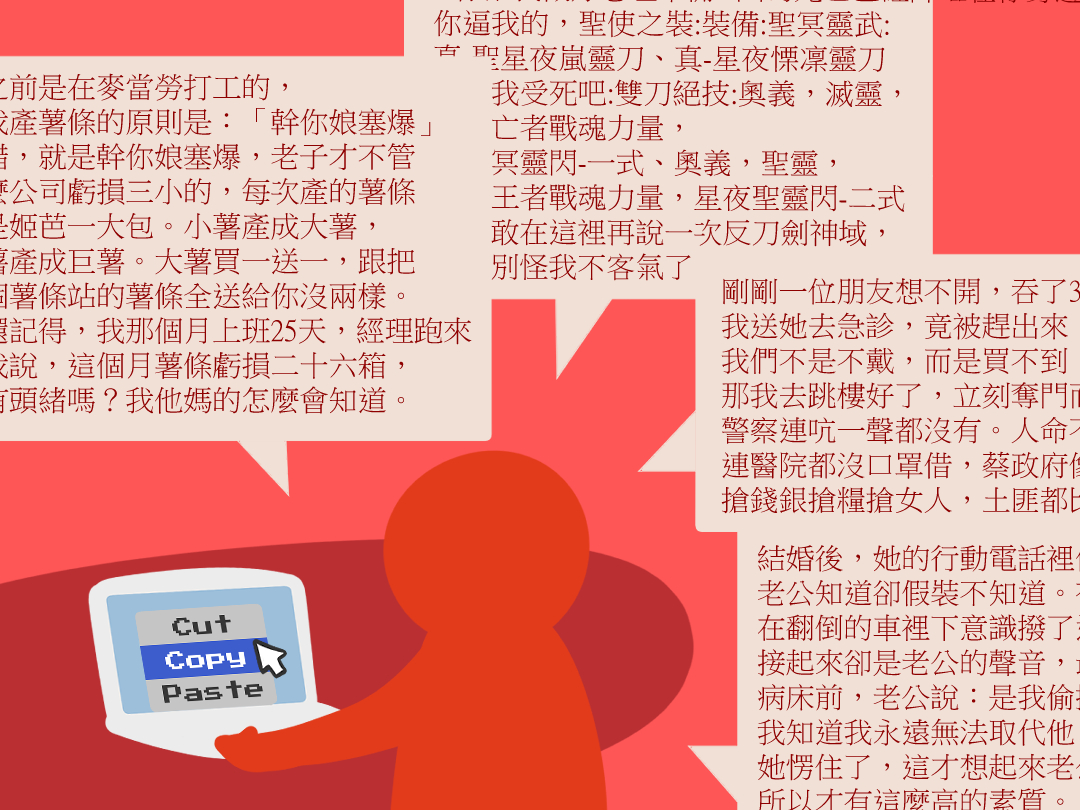 你逼我的，聖使之裝:裝備:聖冥靈武:
聖星夜嵐靈刀、真-星夜慄凜靈刀
我受死吧:雙刀絕技:奧義，滅靈，
亡者戰魂力量，
冥靈閃-一式、奧義，聖靈，
王者戰魂力量，星夜聖靈閃-二式
敢在這裡再說一次反刀劍神域，
別怪我不客氣了
之前是在麥當勞打工的，
我產薯條的原則是：「幹你娘塞爆」
錯，就是幹你娘塞爆，老子才不管
麼公司虧損三小的，每次產的薯條
是姬芭一大包。小薯產成大薯，
薯產成巨薯。大薯買一送一，跟把
個薯條站的薯條全送給你沒兩樣。
還記得，我那個月上班25天，經理跑來
我說，這個月薯條虧損二十六箱，
有頭緒嗎？我他媽的怎麼會知道。
剛剛一位朋友想不開，吞了3
我送她去急診，竟被趕出來
我們不是不戴，而是買不到
那我去跳樓好了，立刻奪門而
警察連吭一聲都沒有。人命不
連醫院都沒口罩借，蔡政府像
搶錢銀搶糧搶女人，土匪都比
結婚後，她的行動電話裡
老公知道卻假裝不知道。
在翻倒的車裡下意識撥了
接起來卻是老公的聲音，
病床前，老公說：是我偷
我知道我永遠無法取代他
她愣住了，這才想起來老公
所以才有這麼高的素質。
Cut
Copy
Paste